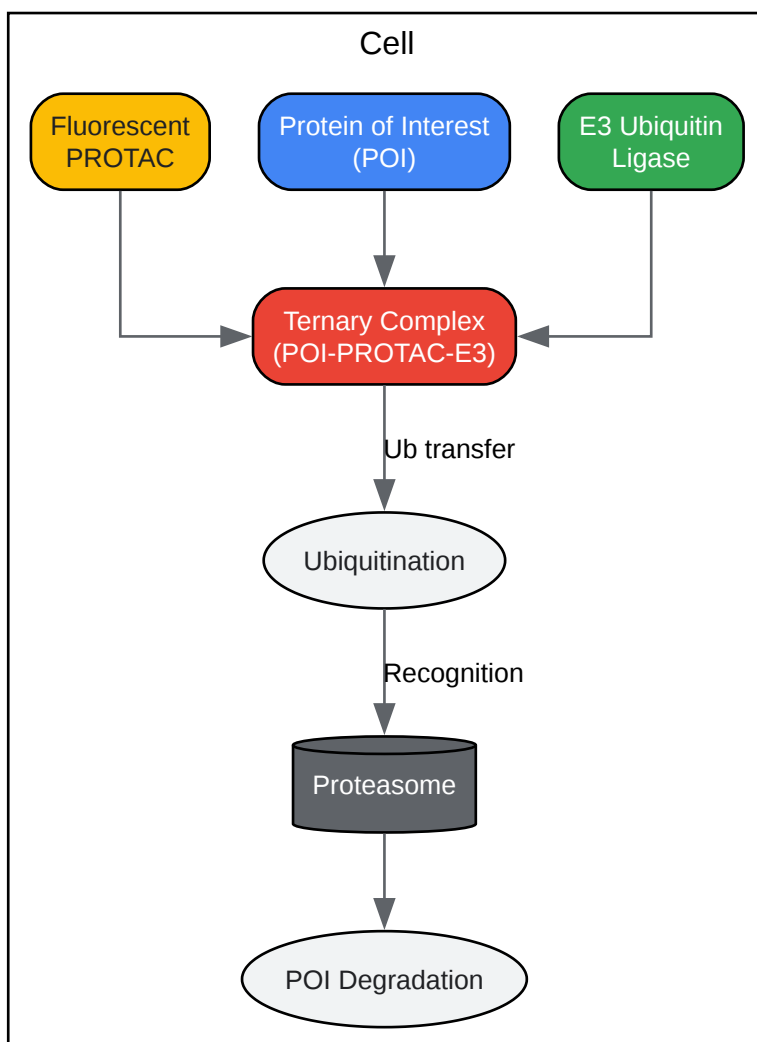 Cell
Fluorescent
PROTAC
Protein of Interest
(POI)
E3 Ubiquitin
Ligase
Ternary Complex
(POI-PROTAC-E3)
Ub transfer
Ubiquitination
Recognition
Proteasome
POI Degradation